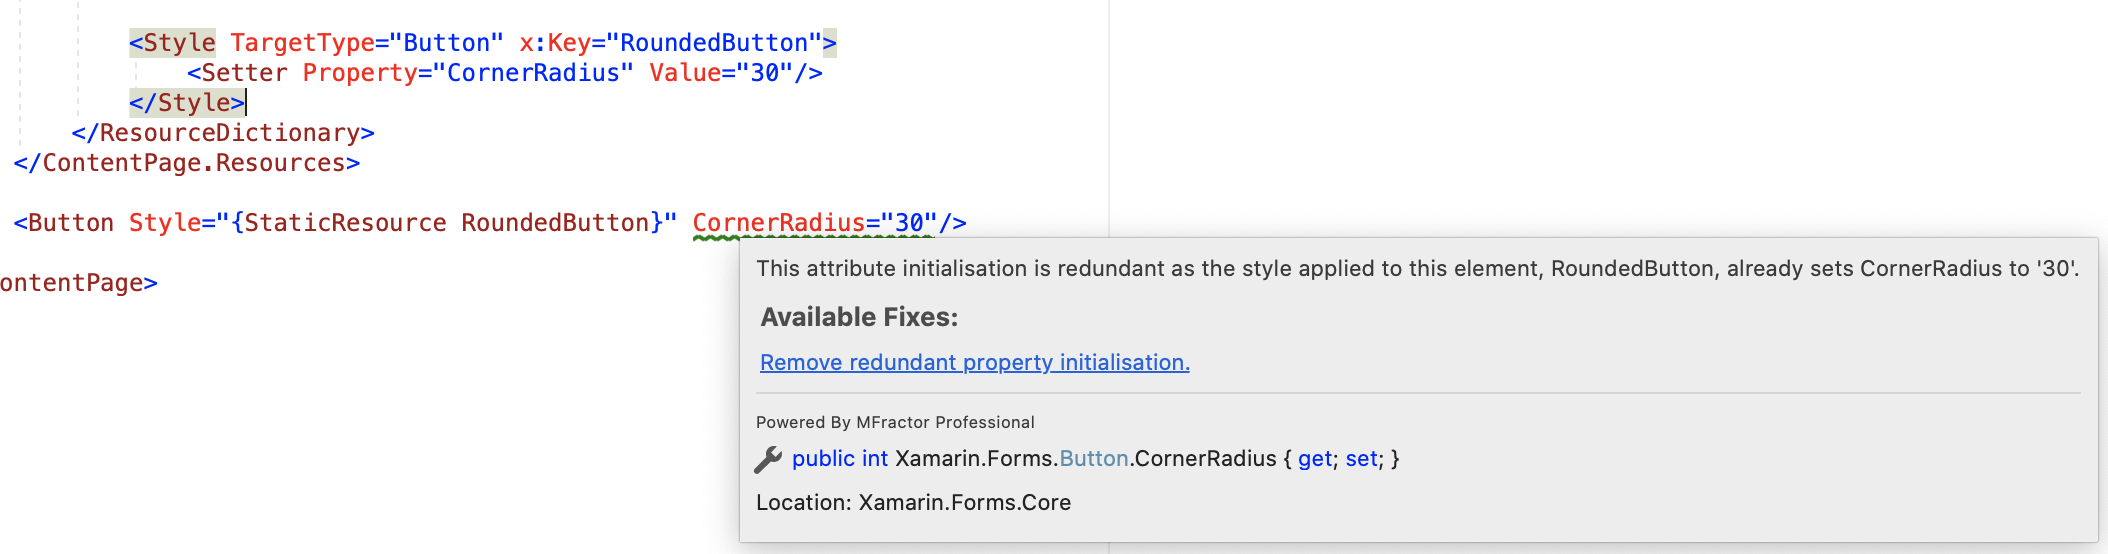 <Style TargetType="Button" x:Key="RoundedButton">
<Setter Property="CornerRadius" Value="30"/>
</Style>
</ResourceDictionary>
</ContentPage.Resources>
<Button Style="{StaticResource RoundedButton}" CornerRadius="30"/>
ontentPage>
This attribute initialisation is redundant as the style applied to this element, RoundedButton, already sets CornerRadius to '30'.
Available Fixes:
Remove redundant property initialisation.
Powered By MFractor Professional
public int Xamarin.Forms.Button.CornerRadius { get; set; }
Location: Xamarin.Forms.Core